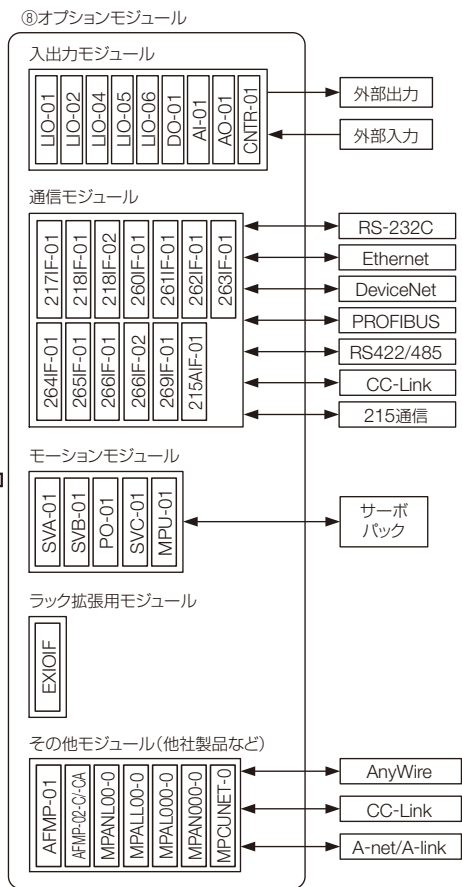 ⑧オプションモジュール
入出力モジュール
LIO-01
LIO-02
LIO-04
LIO-05
LIO-06
DO-01
AI-01
AO-01
CNTR-01
外部出力
外部入力
通信モジュール
217IF-01
218IF-01
218IF-02
260IF-01
261IF-01
262IF-01
263IF-01
264IF-01
265IF-01
266IF-01
266IF-02
269IF-01
215AIF-01
RS-232C
Ethernet
DeviceNet
PROFIBUS
RS422/485
CC-Link
215通信
モーションモジュール
SVA-01
SVB-01
PO-01
SVC-01
MPU-01
サーボ
パック
ラック拡張用モジュール
EXIOIF
その他モジュール(他社製品など)
AFMP-01
AFMP-02-C/-CA
MPANL00-0
MPALL00-0
MPAL000-0
MPAN000-0
MPCUNET-0
AnyWire
CC-Link
A-net/A-link